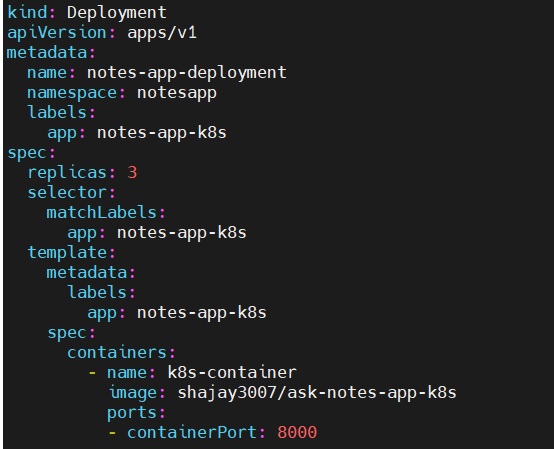 kind: Deployment
apiVersion: apps/v1
metadata:
  name: notes-app-deployment
  namespace: notesapp
  labels:
    app: notes-app-k8s
spec:
  replicas: 3
  selector:
    matchLabels:
      app: notes-app-k8s
  template:
    metadata:
      labels:
        app: notes-app-k8s
    spec:
      containers:
        - name: k8s-container
          image: shajay3007/ask-notes-app-k8s
          ports:
          - containerPort: 8000